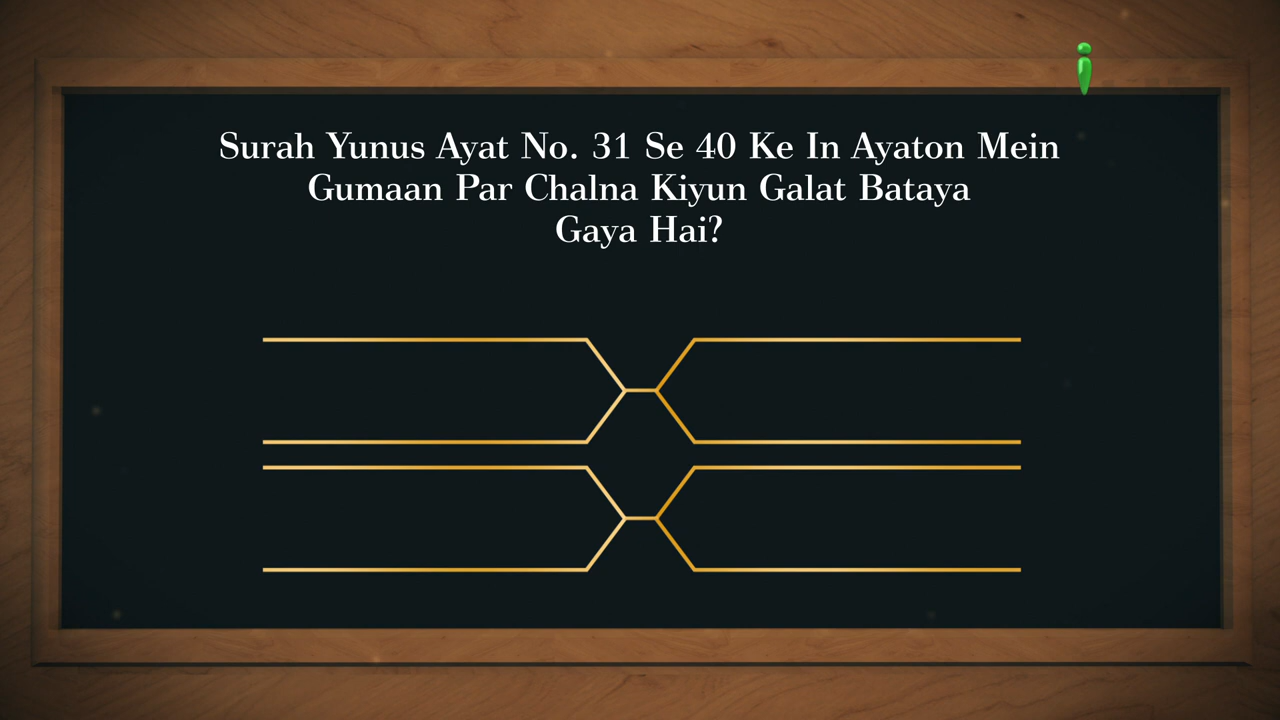 Surah Yunus Ayat No. 31 Se 40 Ke In Ayaton Mein
Gumaan Par Chalna Kiyun Galat Bataya
Gaya Hai?